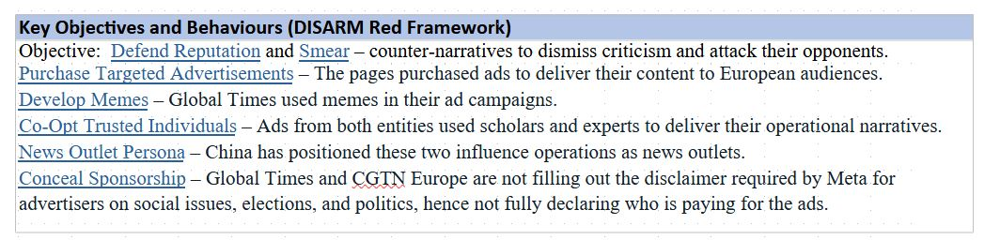 Key Objectives and Behaviours (DISARM Red Framework)
Objective: Defend Reputation and Smear – counter-narratives to dismiss criticism and attack their opponents.
Purchase Targeted Advertisements – The pages purchased ads to deliver their content to European audiences.
Develop Memes – Global Times used memes in their ad campaigns.
Co-Opt Trusted Individuals – Ads from both entities used scholars and experts to deliver their operational narratives.
News Outlet Persona – China has positioned these two influence operations as news outlets.
Conceal Sponsorship – Global Times and CGTN Europe are not filling out the disclaimer required by Meta for
advertisers on social issues, elections, and politics, hence not fully declaring who is paying for the ads.